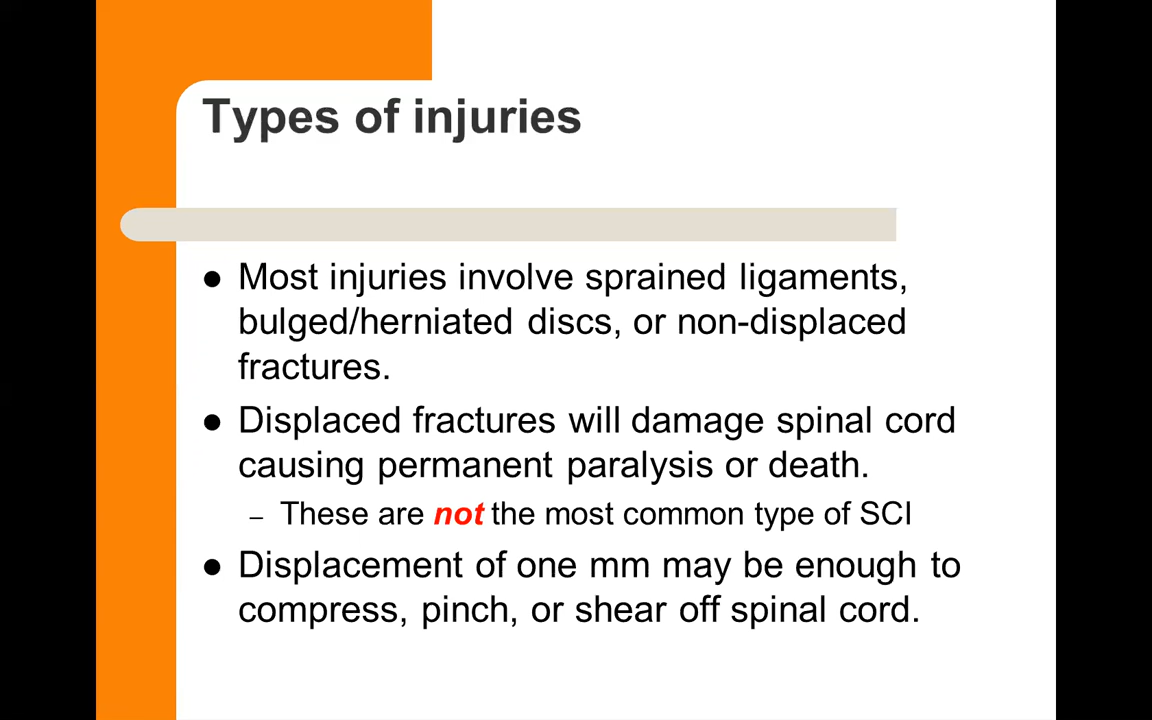 Types of injuries
● Most injuries involve sprained ligaments,
bulged/herniated discs, or non-displaced
fractures.
● Displaced fractures will damage spinal cord
causing permanent paralysis or death.
– These are not the most common type of SCI
● Displacement of one mm may be enough to
compress, pinch, or shear off spinal cord.